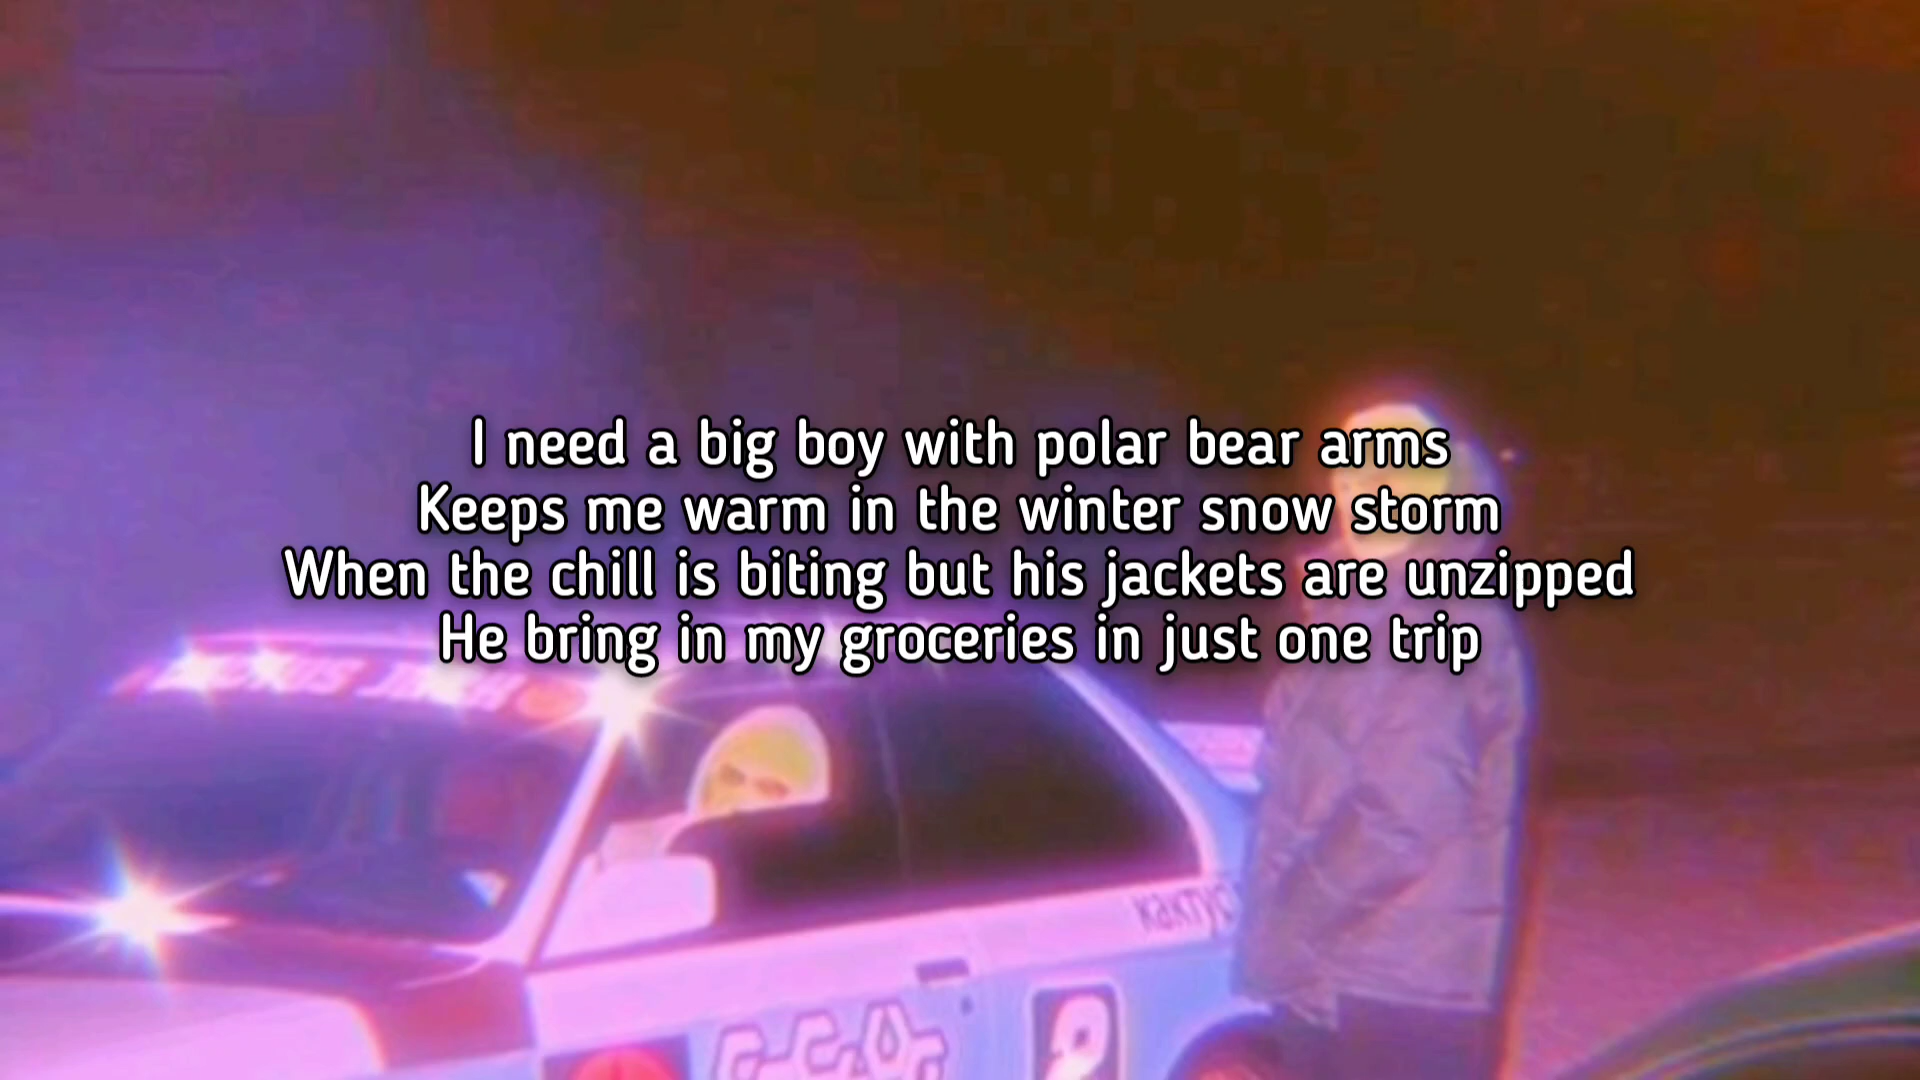 I need a big boy with polar bear arms
Keeps me warm in the winter snow storm
When the chill is biting but his jackets are unzipped
He bring in my groceries in just one trip
кактус